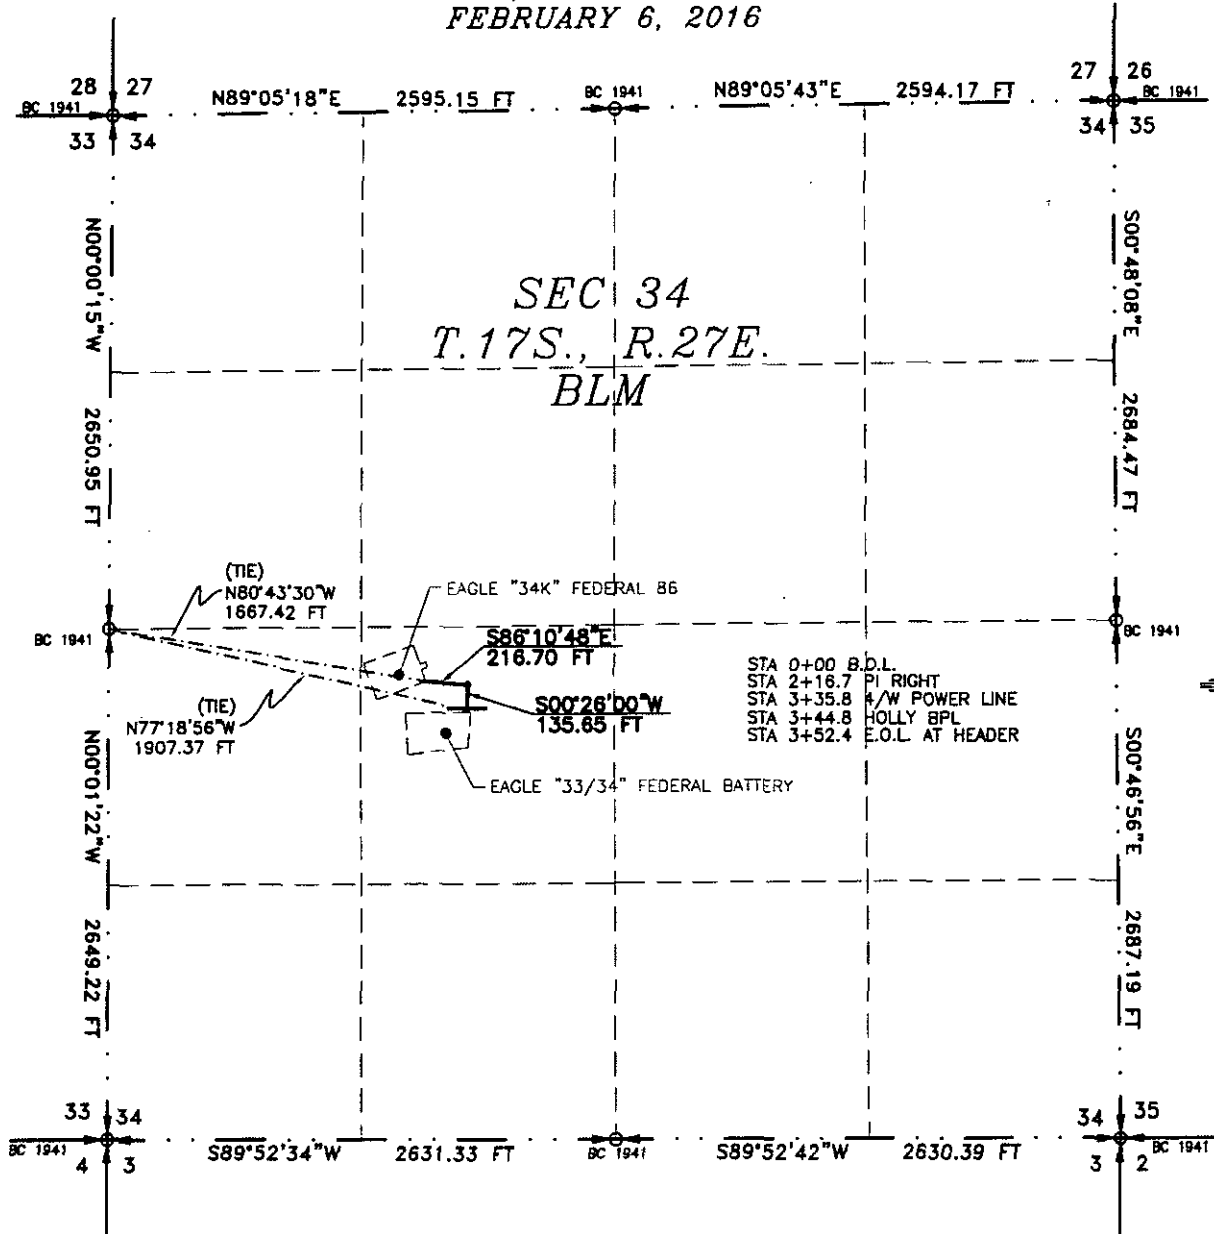 FEBRUARY 6, 2016
28 27
27 26
BC 1941
N89°05'18"E 2595.15 FT
BC 1941
N89°05'43"E 2594.17 FT
BC 1941
33 34
34 35
N00°00'15"W 2650.95 FT
S00°48'08"E 2684.47 FT
SEC 34
T.17S., R.27E.
BLM
(TIE)
N80°43'30"W
1667.42 FT
EAGLE "34K" FEDERAL 86
BC 1941
BC 1941
S86°10'48"E
216.70 FT
(TIE)
N77°18'56"W
1907.37 FT
S00°26'00"W
135.65 FT
STA 0+00 B.O.L.
STA 2+16.7 PI RIGHT
STA 3+35.8 4/W POWER LINE
STA 3+44.8 HOLLY BPL
STA 3+52.4 E.O.L. AT HEADER
EAGLE "33/34" FEDERAL BATTERY
N00°01'22"W 2649.22 FT
S00°46'56"E 2687.19 FT
33 34
34 35
BC 1941
S89°52'34"W 2631.33 FT
BC 1941
S89°52'42"W 2630.39 FT
BC 1941
4 3
3 2